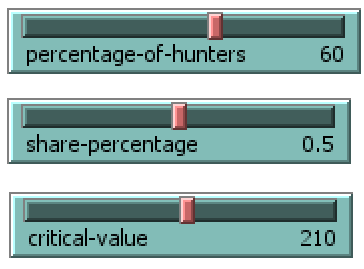 percentage-of-hunters 60
share-percentage 0.5
critical-value 210